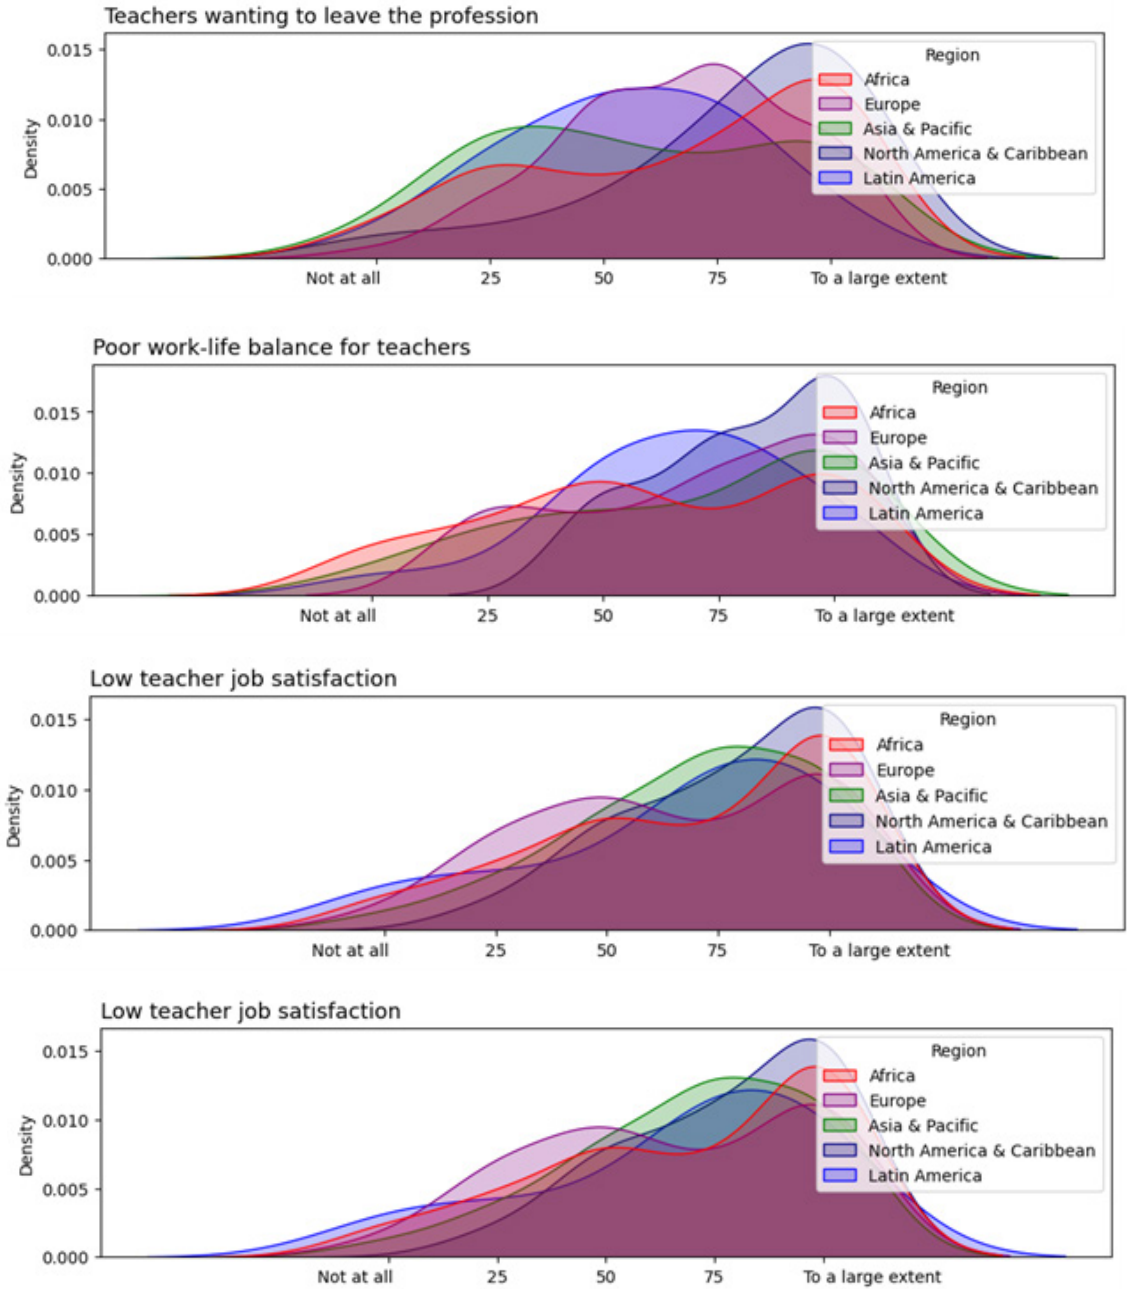 Teachers wanting to leave the profession
0.015
0.010
0.005
0.000
Density
Region
Africa
Europe
Asia & Pacific
North America & Caribbean
Latin America
Not at all 25 50 75 To a large extent
Poor work-life balance for teachers
0.015
0.010
0.005
0.000
Density
Region
Africa
Europe
Asia & Pacific
North America & Caribbean
Latin America
Not at all 25 50 75 To a large extent
Low teacher job satisfaction
0.015
0.010
0.005
0.000
Density
Region
Africa
Europe
Asia & Pacific
North America & Caribbean
Latin America
Not at all 25 50 75 To a large extent
Low teacher job satisfaction
0.015
0.010
0.005
0.000
Density
Region
Africa
Europe
Asia & Pacific
North America & Caribbean
Latin America
Not at all 25 50 75 To a large extent